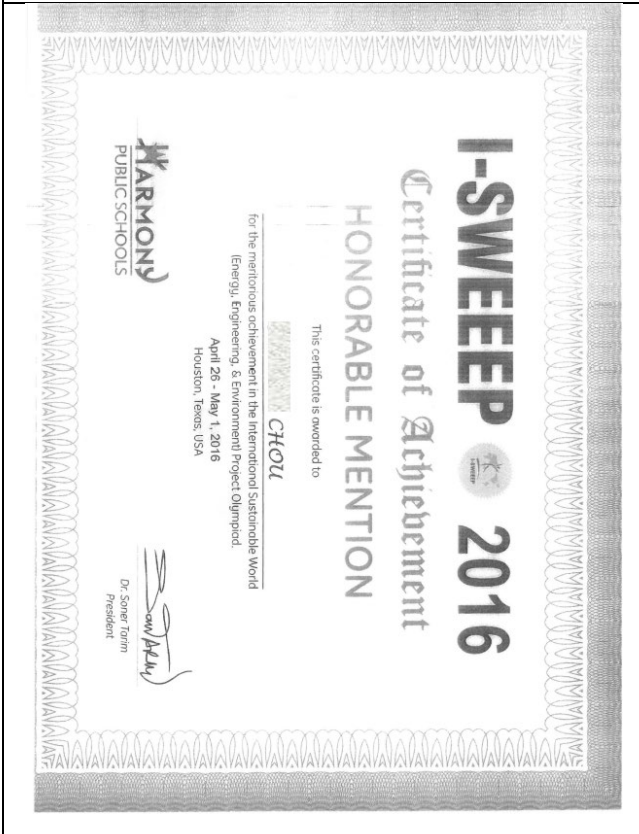 I-SWEEEP 2016
I-SWEEEP
Certificate of Achievement
HONORABLE MENTION
This certificate is awarded to
CHOU
for the meritorious achievement in the International Sustainable World
(Energy, Engineering, & Environment) Project Olympiad.
April 26 - May 1, 2016
Houston, Texas, USA
HARMONY
PUBLIC SCHOOLS
Dr. Soner Tarim
President